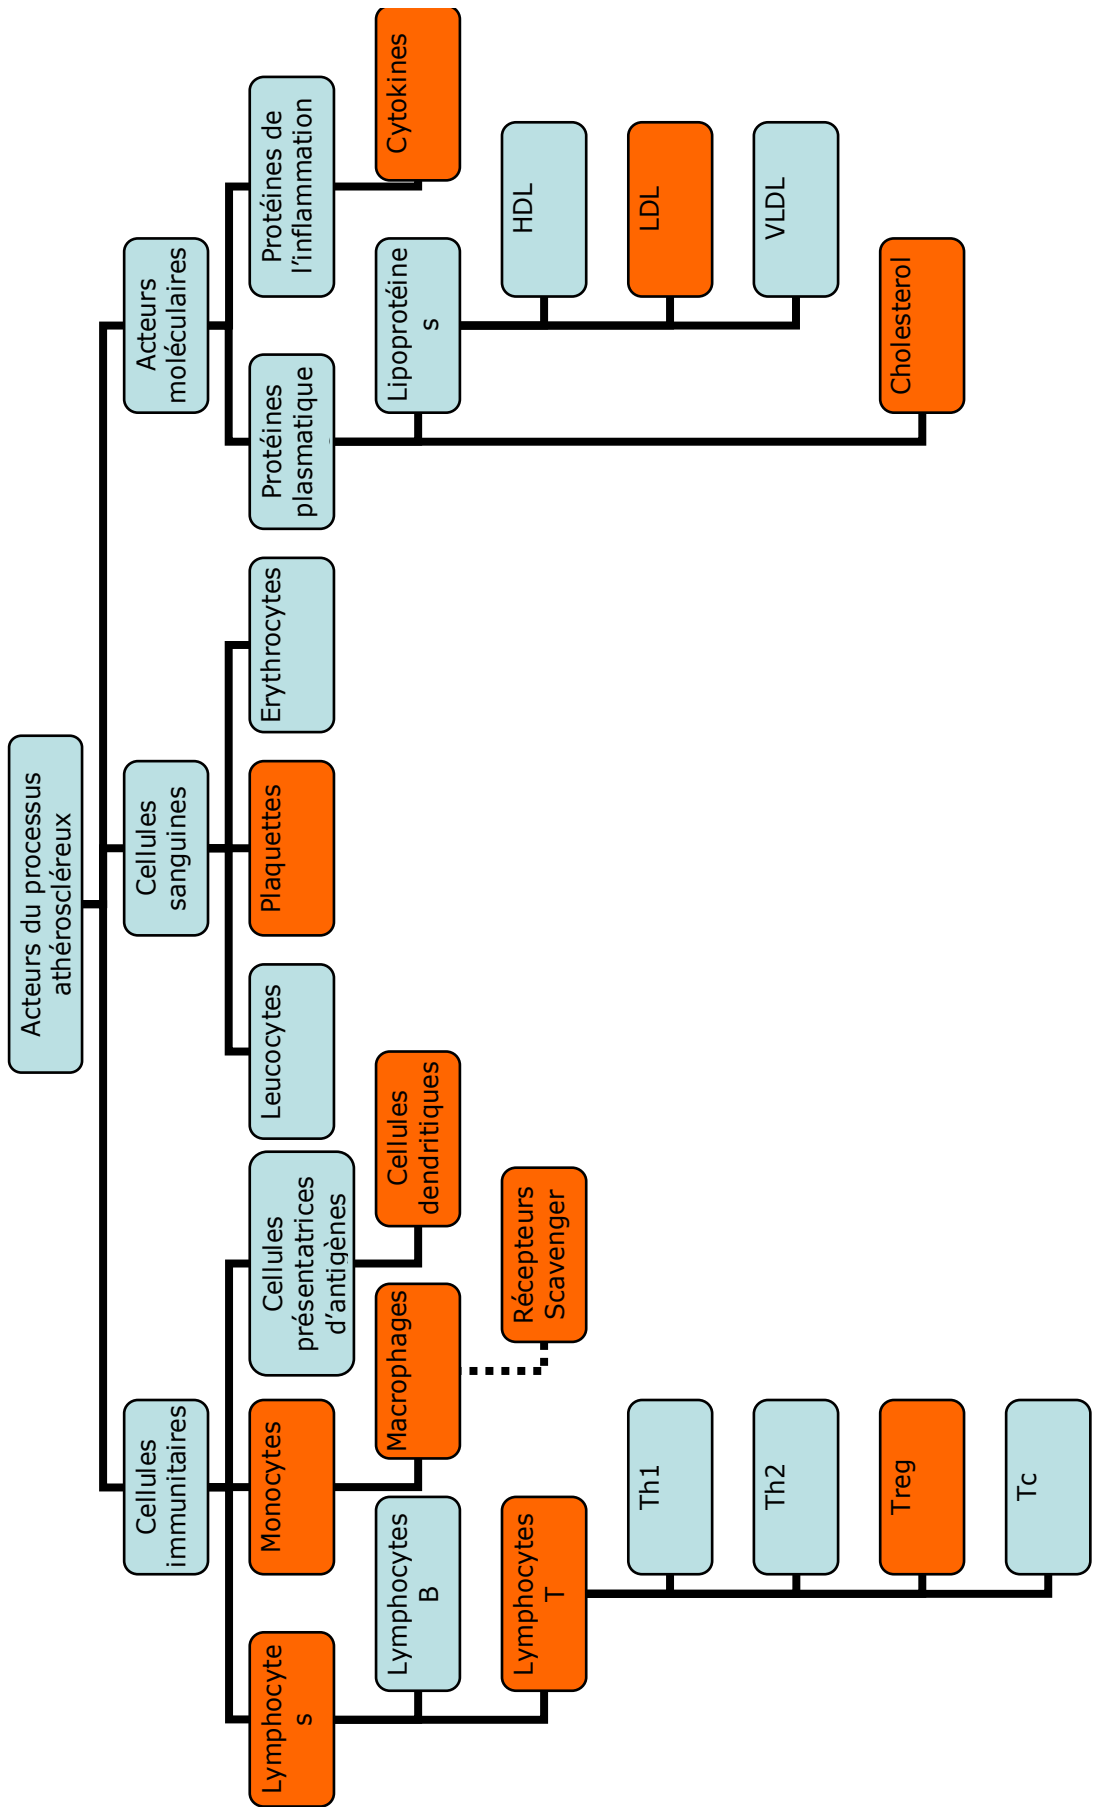 Acteurs du processus
athéroscléreux
Cellules
immunitaires
Cellules
sanguines
Acteurs
moléculaires
Lymphocyte
s
Monocytes
Cellules
présentatrices
d'antigènes
Leucocytes
Plaquettes
Erythrocytes
Protéines
plasmatique
Protéines de
l'inflammation
Lymphocytes
B
Macrophages
Cellules
dendritiques
Lipoprotéine
s
Cytokines
Lymphocytes
T
Récepteurs
Scavenger
HDL
Th1
LDL
Th2
VLDL
Treg
Cholesterol
Tc